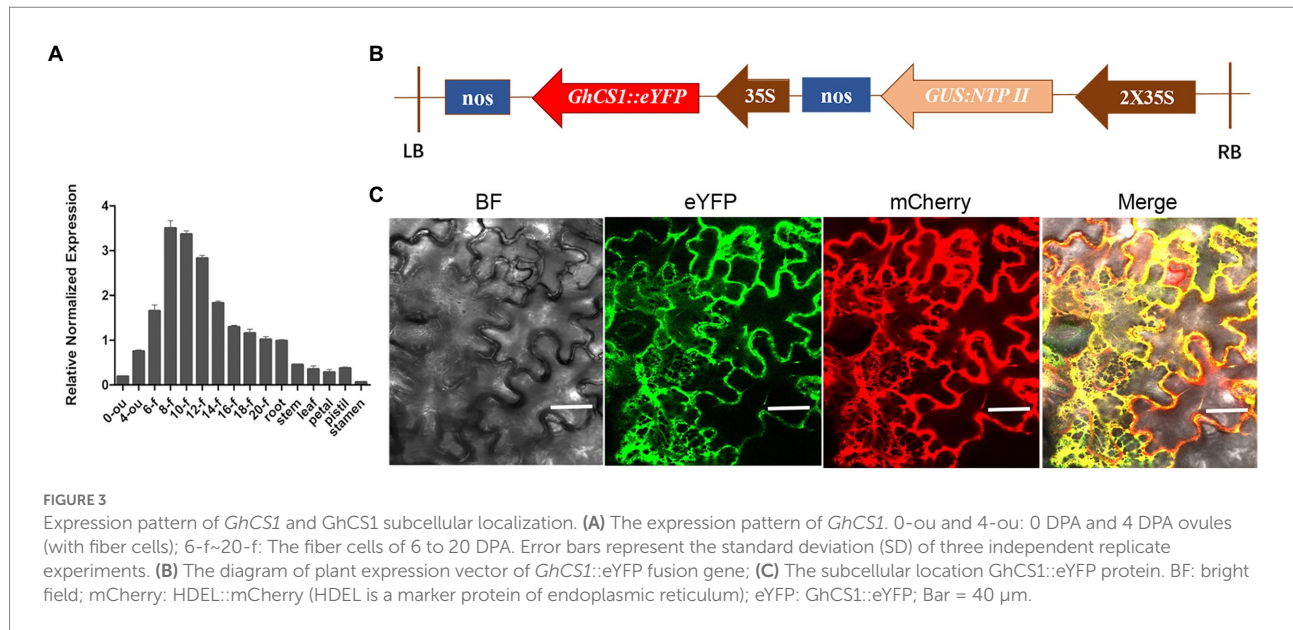 A
Relative Normalized Expression
4
3
2
1
0
0-ou
4-ou
6-f
8-f
10-f
12-f
14-f
16-f
18-f
20-f
root
stem
leaf
petal
pistil
stamen
B
nos
GhCS1::eYFP
35S
nos
GUS:NTP II
2X35S
LB
RB
C
BF
eYFP
mCherry
Merge
FIGURE 3
Expression pattern of GhCS1 and GhCS1 subcellular localization. (A) The expression pattern of GhCS1. 0-ou and 4-ou: 0 DPA and 4 DPA ovules
(with fiber cells); 6-f~20-f: The fiber cells of 6 to 20 DPA. Error bars represent the standard deviation (SD) of three independent replicate
experiments. (B) The diagram of plant expression vector of GhCS1::eYFP fusion gene; (C) The subcellular location GhCS1::eYFP protein. BF: bright
field; mCherry: HDEL::mCherry (HDEL is a marker protein of endoplasmic reticulum); eYFP: GhCS1::eYFP; Bar = 40 μm.